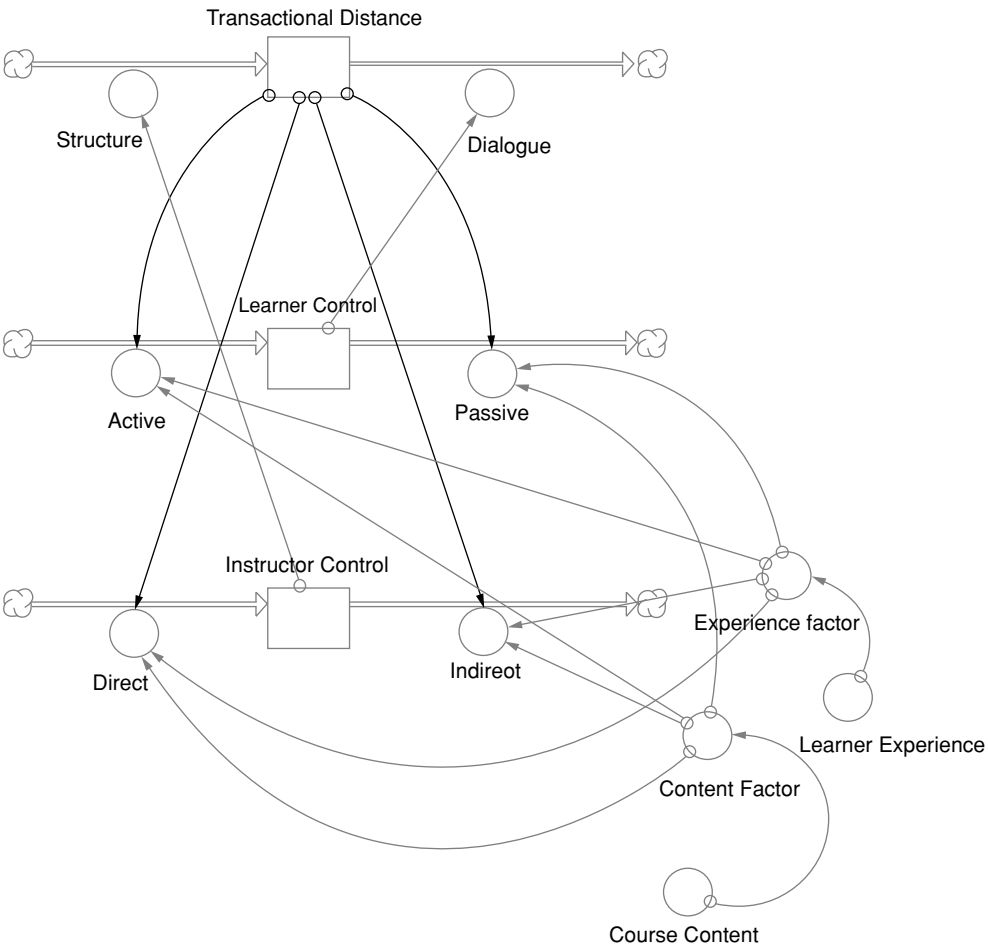 Transactional Distance
Structure
Dialogue
Learner Control
Active
Passive
Instructor Control
Experience factor
Direct
Indireot
Learner Experience
Content Factor
Course Content